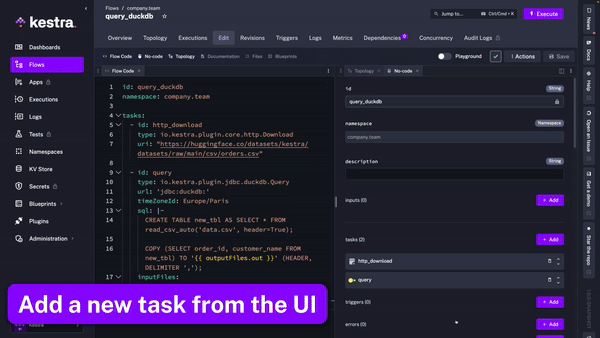 Flows / company.team
query_duckdb
Jump to...
Ctrl/Cmd + K
Execute
kestra.
Overview
Topology
Executions
Edit
Revisions
Triggers
Logs
Metrics
Dependencies 0
Concurrency
Audit Logs
Dashboards
Flows
Apps
Executions
Logs
Tests
Namespaces
KV Store
Secrets
Blueprints
Plugins
Administration
Flow Code
No-code
Topology
Documentation
Files
Blueprints
Playground
Actions
Save
Flow Code
1 id: query_duckdb
2 namespace: company.team
3
4 tasks:
5 - id: http_download
6 type: io.kestra.plugin.core.http.Download
7 uri: "https://huggingface.co/datasets/kestra/
datasets/raw/main/csv/orders.csv"
8
9 - id: query
10 type: io.kestra.plugin.jdbc.duckdb.Query
11 url: 'jdbc:duckdb:'
12 timeZoneId: Europe/Paris
13 sql: |-
14 CREATE TABLE new_tbl AS SELECT * FROM
read_csv_auto('data.csv', header=True);
15
16 COPY (SELECT order_id, customer_name FROM
new_tbl) TO '{{ outputFiles.out }}' (HEADER,
DELIMITER ',');
17 inputFiles:
Topology
No-code
id
String
query_duckdb
namespace
Namespace
company.team
description
String
inputs (0)
+ Add
tasks (2)
+ Add
http_download
query
triggers (0)
+ Add
errors (0)
+ Add
News
Docs
Help
Open an Issue
Get a demo
Star the repo
Add a new task from the UI